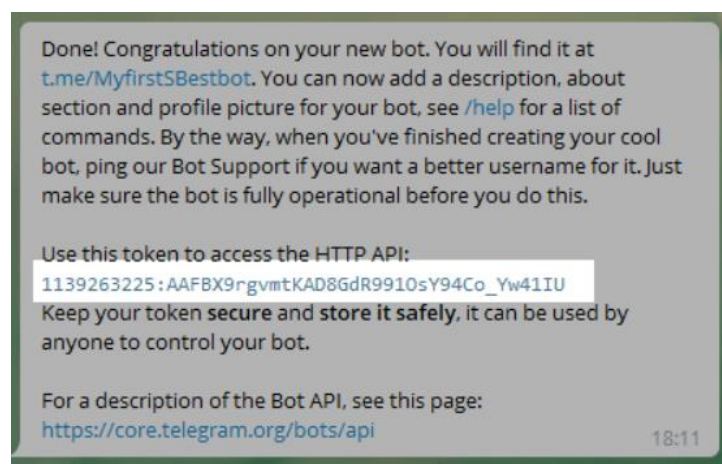 Done! Congratulations on your new bot. You will find it at
t.me/MyfirstSBestbot. You can now add a description, about
section and profile picture for your bot, see /help for a list of
commands. By the way, when you've finished creating your cool
bot, ping our Bot Support if you want a better username for it. Just
make sure the bot is fully operational before you do this.
Use this token to access the HTTP API:
1139263225:AAFBX9rgvmtKAD8GdR991OsY94Co_Yw41IU
Keep your token secure and store it safely, it can be used by
anyone to control your bot.
For a description of the Bot API, see this page:
https://core.telegram.org/bots/api
18:11